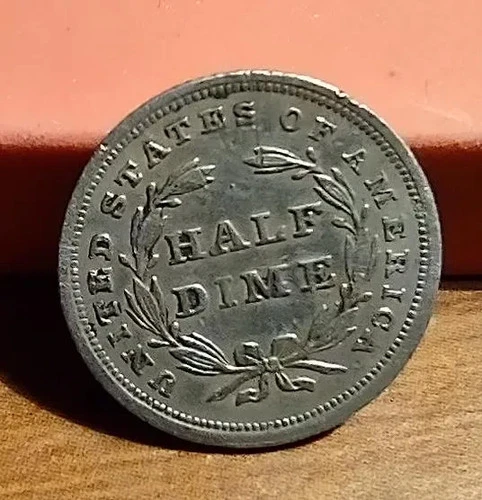 UNITED STATES OF AMERICA
HALF
DIME